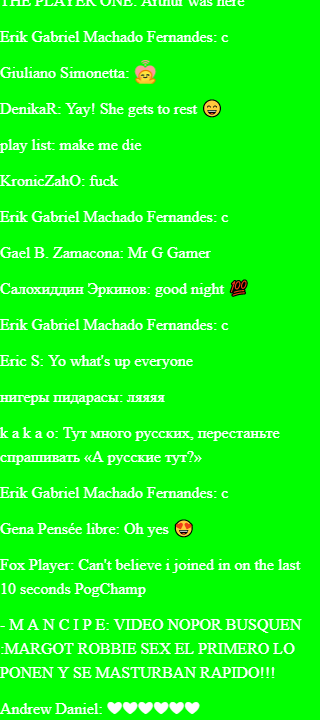 THE PLAYER ONE: Arthur was here
Erik Gabriel Machado Fernandes: c
Giuliano Simonetta: 🙇
DenikaR: Yay! She gets to rest 😄
play list: make me die
KronicZahO: fuck
Erik Gabriel Machado Fernandes: c
Gael B. Zamacona: Mr G Gamer
Салохиддин Эркинов: good night 💯
Erik Gabriel Machado Fernandes: c
Eric S: Yo what's up everyone
нигеры пидарасы: ляяяя
k a k a o: Тут много русских, перестаньте
спрашивать «А русские тут?»
Erik Gabriel Machado Fernandes: c
Gena Pensée libre: Oh yes 😍
Fox Player: Can't believe i joined in on the last
10 seconds PogChamp
- M A N C I P E: VIDEO NOPOR BUSQUEN
:MARGOT ROBBIE SEX EL PRIMERO LO
PONEN Y SE MASTURBAN RAPIDO!!!
Andrew Daniel: 🤍🤍🤍🤍🤍🤍